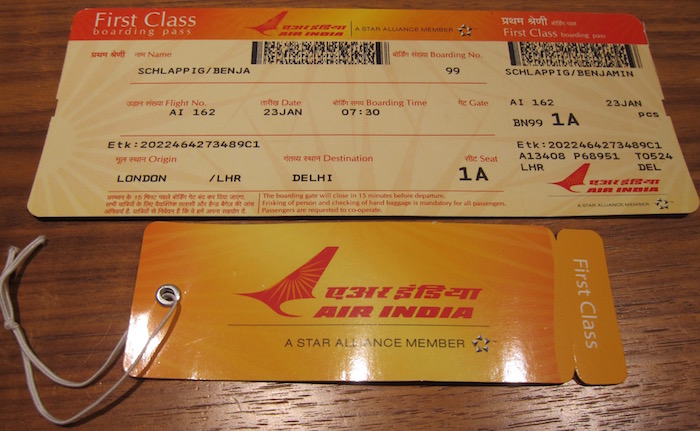 First Class
boarding pass
एअर इंडिया
AIR INDIA
A STAR ALLIANCE MEMBER
प्रथम श्रेणी बोर्डिंग पास
First Class boarding pass
प्रथम श्रेणी नाम Name
बोर्डिंग संख्या Boarding No.
SCHLAPPIG/BENJA
99
SCHLAPPIG/BENJAMIN
उड़ान संख्या Flight No.
तारीख Date
बोर्डिंग समय Boarding Time
गेट Gate
AI 162
23JAN
07:30
AI 162
23JAN
PCS
BN99 1A
Etk:2022464273489C1
Etk:2022464273489C1
मूल स्थान Origin
गंतव्य स्थान Destination
सीट Seat
A13408 P68951 T0524
LONDON /LHR
DELHI
1A
LHR
DEL
AIR INDIA
A STAR ALLIANCE MEMBER
The boarding gate will close in 15 minutes before departure.
Frisking of person and checking of hand baggage is mandatory for all passengers.
Passengers are requested to co-operate.
एअर इंडिया
AIR INDIA
A STAR ALLIANCE MEMBER
First Class